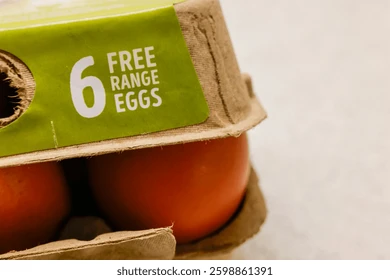 6 FREE
RANGE
EGGS
shutterstock.com · 2598861391